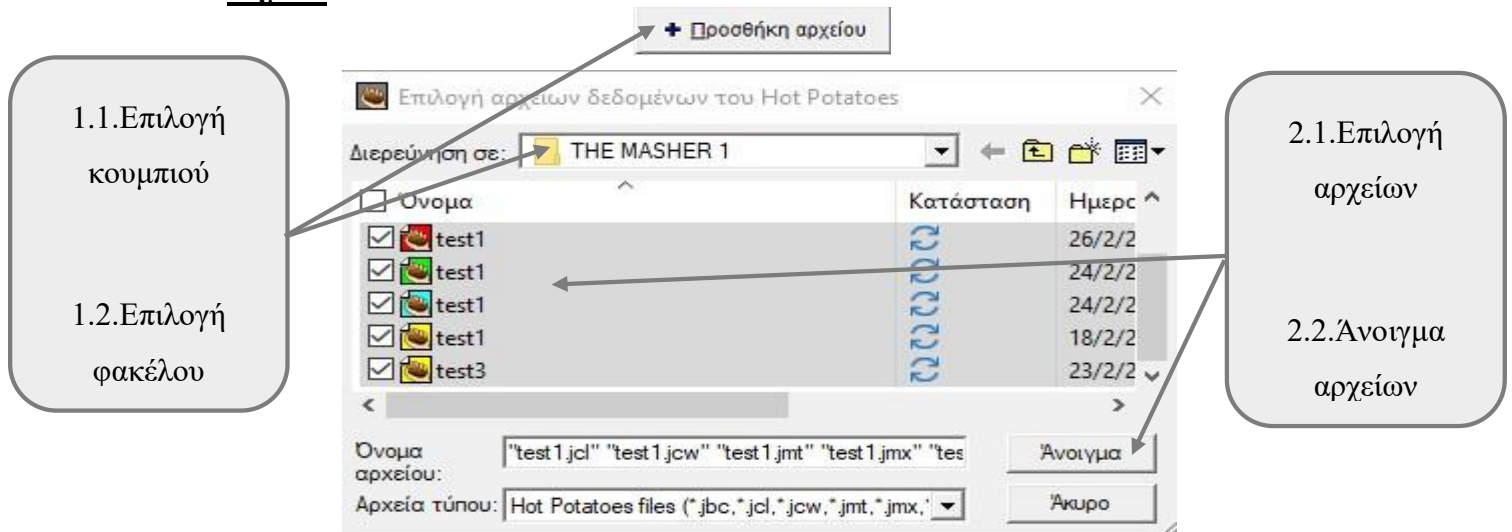 Προσθήκη αρχείου
1.1.Επιλογή
κουμπιού
1.2.Επιλογή
φακέλου
Επιλογή αρχείων δεδομένων του Hot Potatoes
Διερεύνηση σε: THE MASHER 1
Όνομα Κατάσταση Ημερο
test1 26/2/2
test1 24/2/2
test1 24/2/2
test1 18/2/2
test3 23/2/2
Όνομα
αρχείου:
"test1.jcl" "test1.jcw" "test1.jmt" "test1.jmx" "tes
Άνοιγμα
Αρχεία τύπου: Hot Potatoes files (*.jbc,*.jcl,*.jcw,*.jmt,*.jmx,* Άκυρο
2.1.Επιλογή
αρχείων
2.2.Άνοιγμα
αρχείων